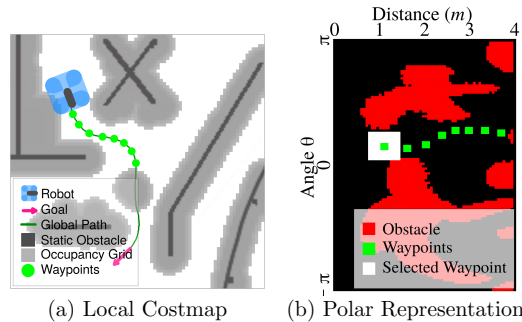 Distance (m)
0 1 2 3 4
π
Angle θ
0
-π
Robot
Goal
Global Path
Static Obstacle
Occupancy Grid
Waypoints
Obstacle
Waypoints
Selected Waypoint
(a) Local Costmap
(b) Polar Representation